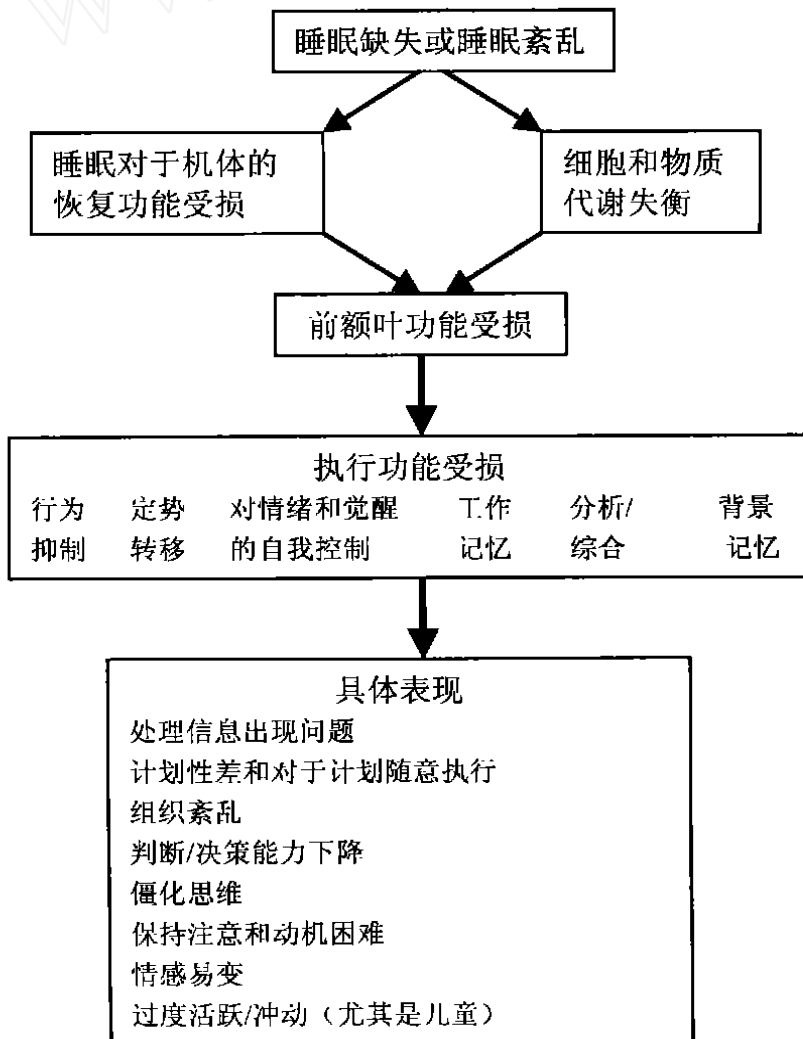 睡眠缺失或睡眠紊乱
睡眠对于机体的
恢复功能受损
细胞和物质
代谢失衡
前额叶功能受损
执行功能受损
行为 定势 对情绪和觉醒 工作 分析/ 背景
抑制 转移 的自我控制 记忆 综合 记忆
具体表现
处理信息出现问题
计划性差和对于计划随意执行
组织紊乱
判断/决策能力下降
僵化思维
保持注意和动机困难
情感易变
过度活跃/冲动（尤其是儿童）